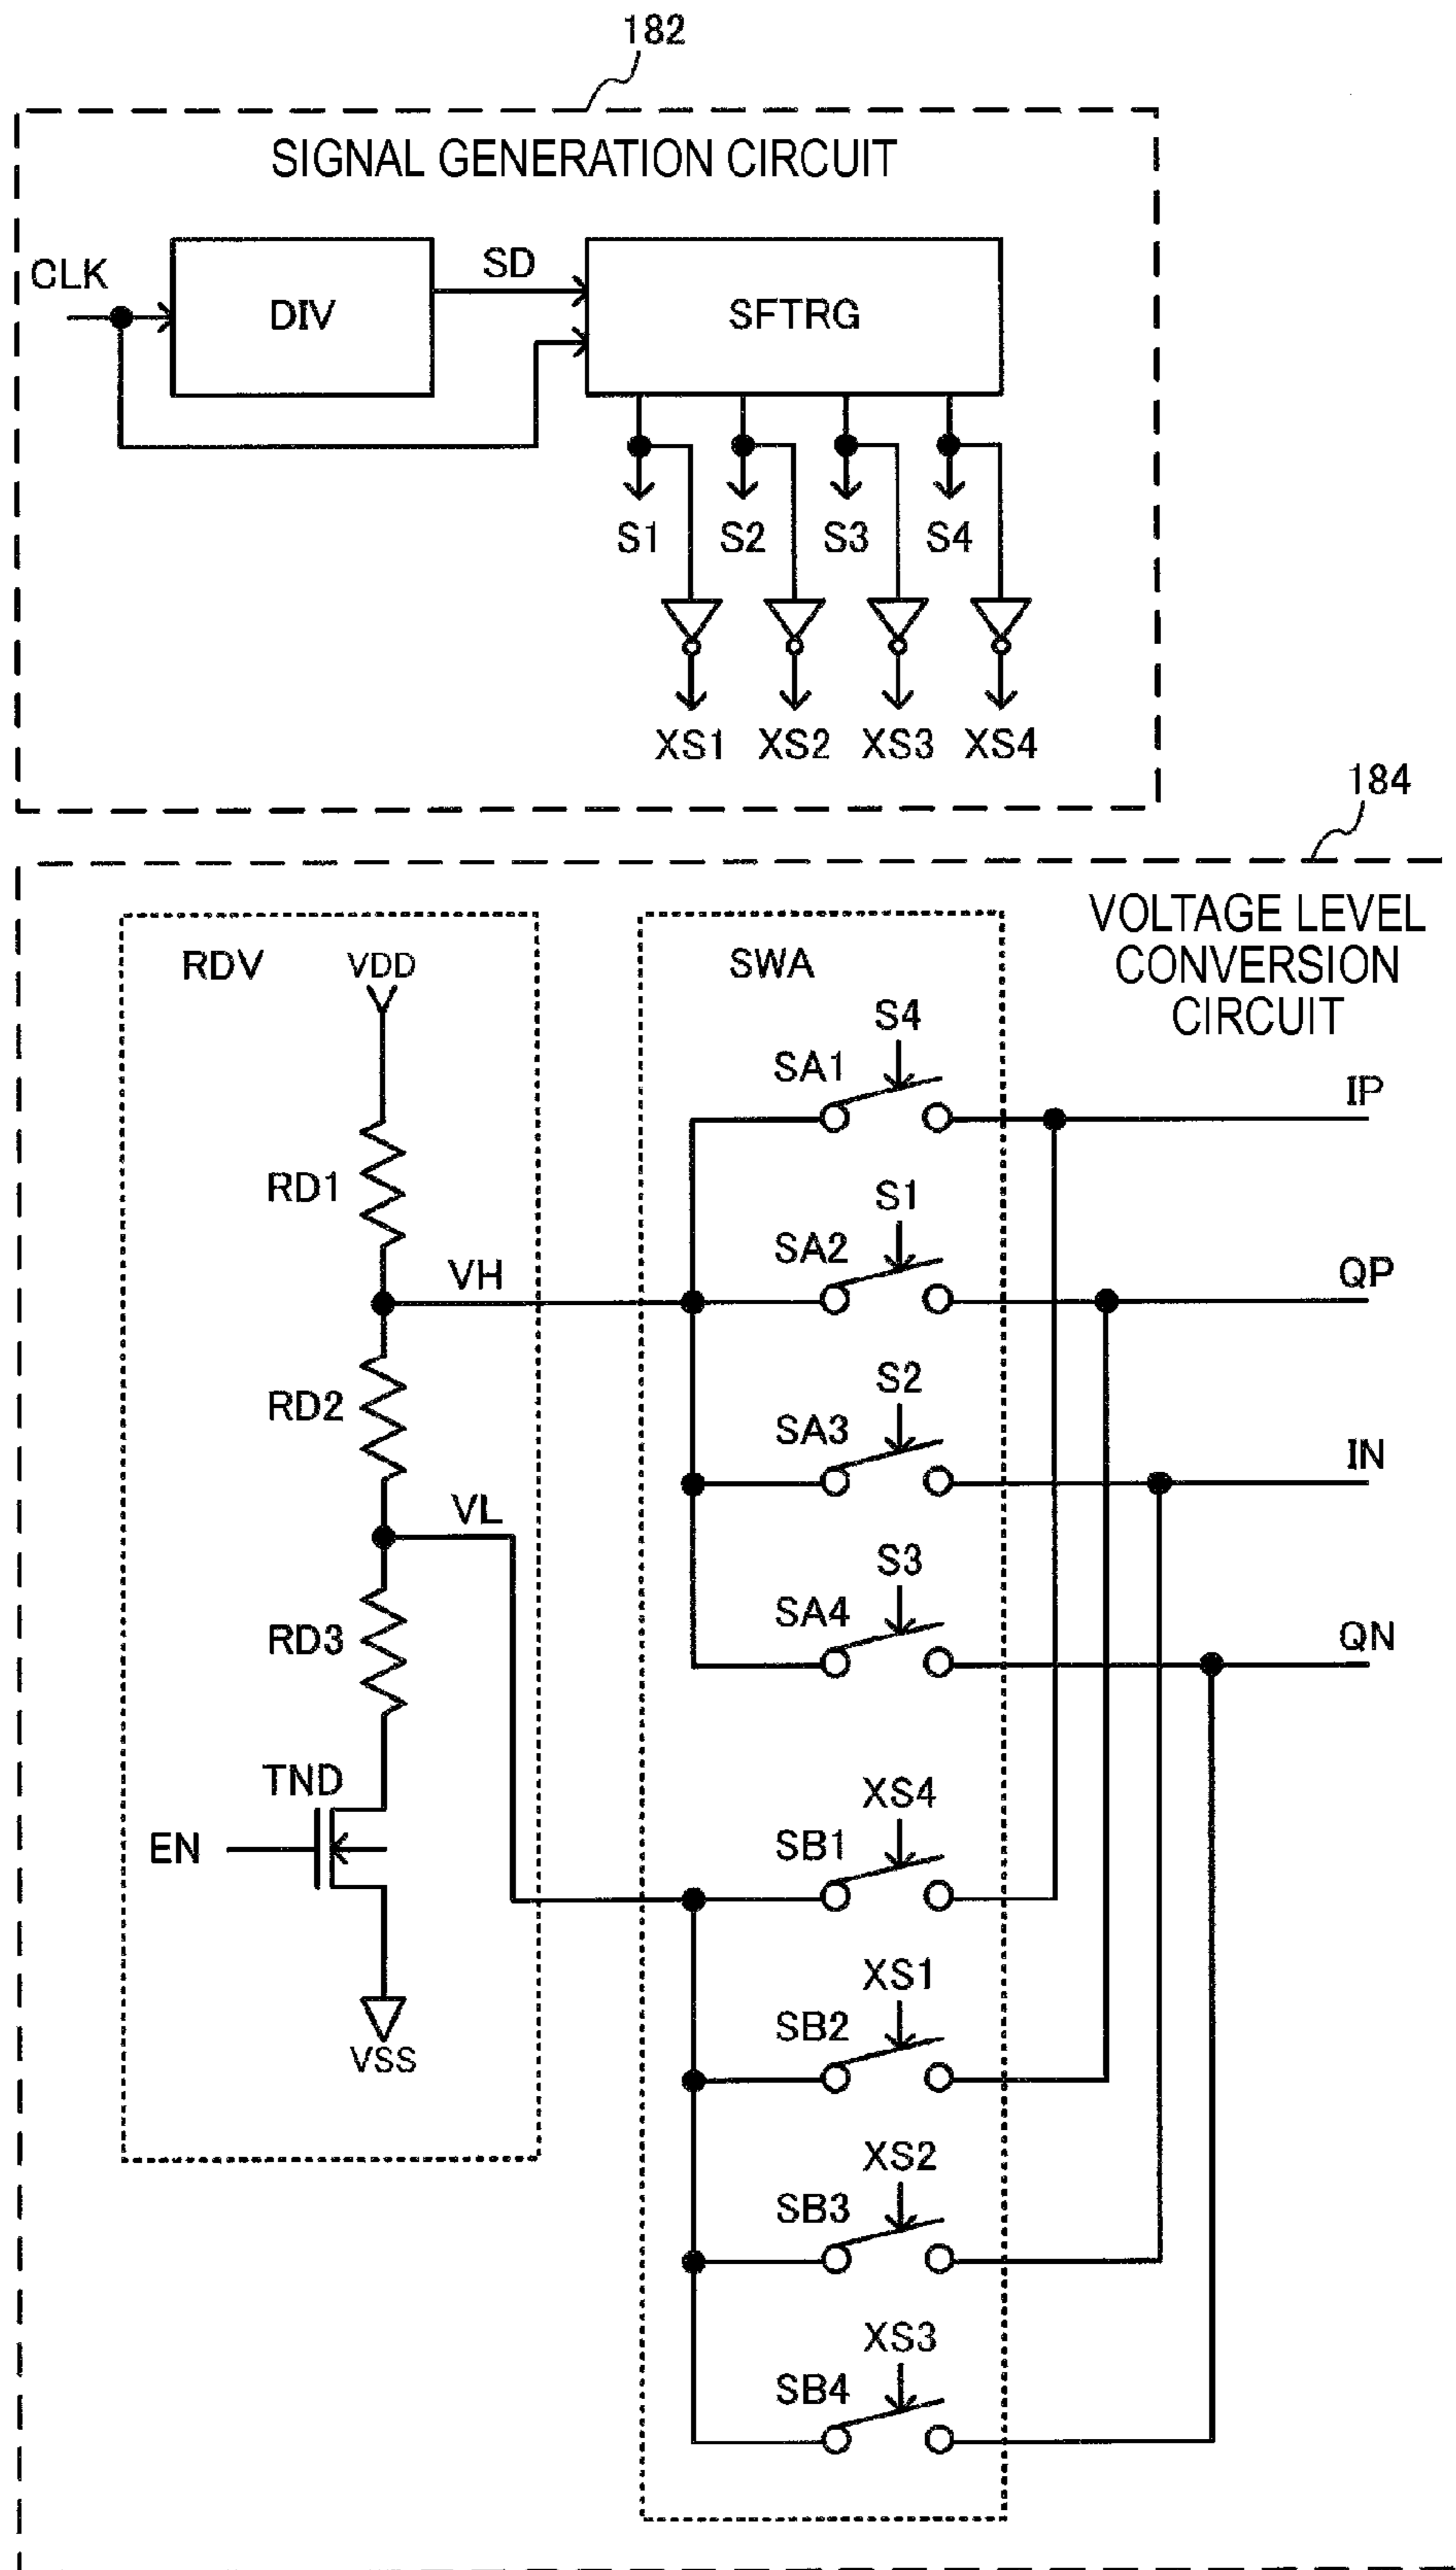 182
SIGNAL GENERATION CIRCUIT
CLK
DIV
SD
SFTRG
S1
S2
S3
S4
XS1
XS2
XS3
XS4
184
VOLTAGE LEVEL
CONVERSION
CIRCUIT
RDV
VDD
RD1
VH
RD2
VL
RD3
TND
EN
VSS
SWA
S4
SA1
IP
S1
SA2
QP
S2
SA3
IN
S3
SA4
QN
XS4
SB1
XS1
SB2
XS2
SB3
XS3
SB4